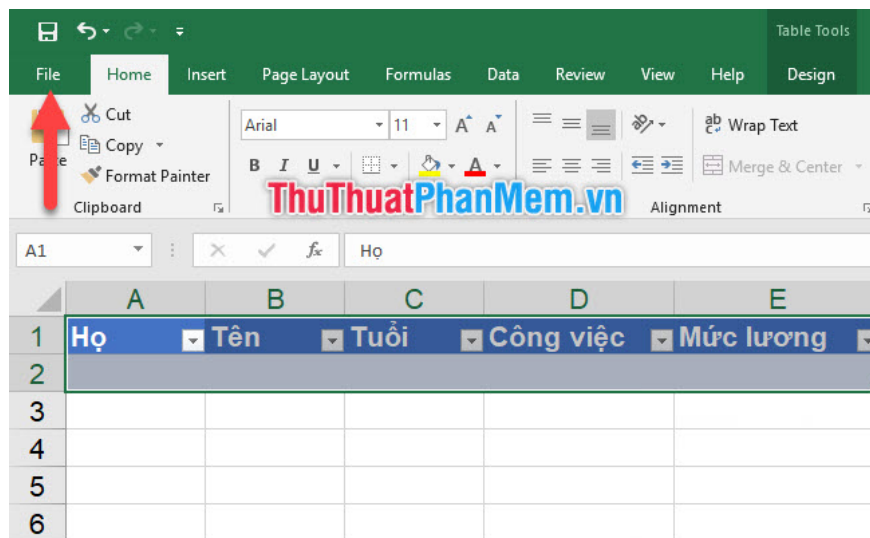 Table Tools
File Home Insert Page Layout Formulas Data Review View Help Design
Cut
Copy
Format Painter
Paste
Arial 11 A A
ab Wrap Text
B I U A
Merge & Center
Clipboard
ThuThuatPhanMem.vn
Alignment
A1 fx Họ
A B C D E
1 Họ Tên Tuổi Công việc Mức lương
2
3
4
5
6